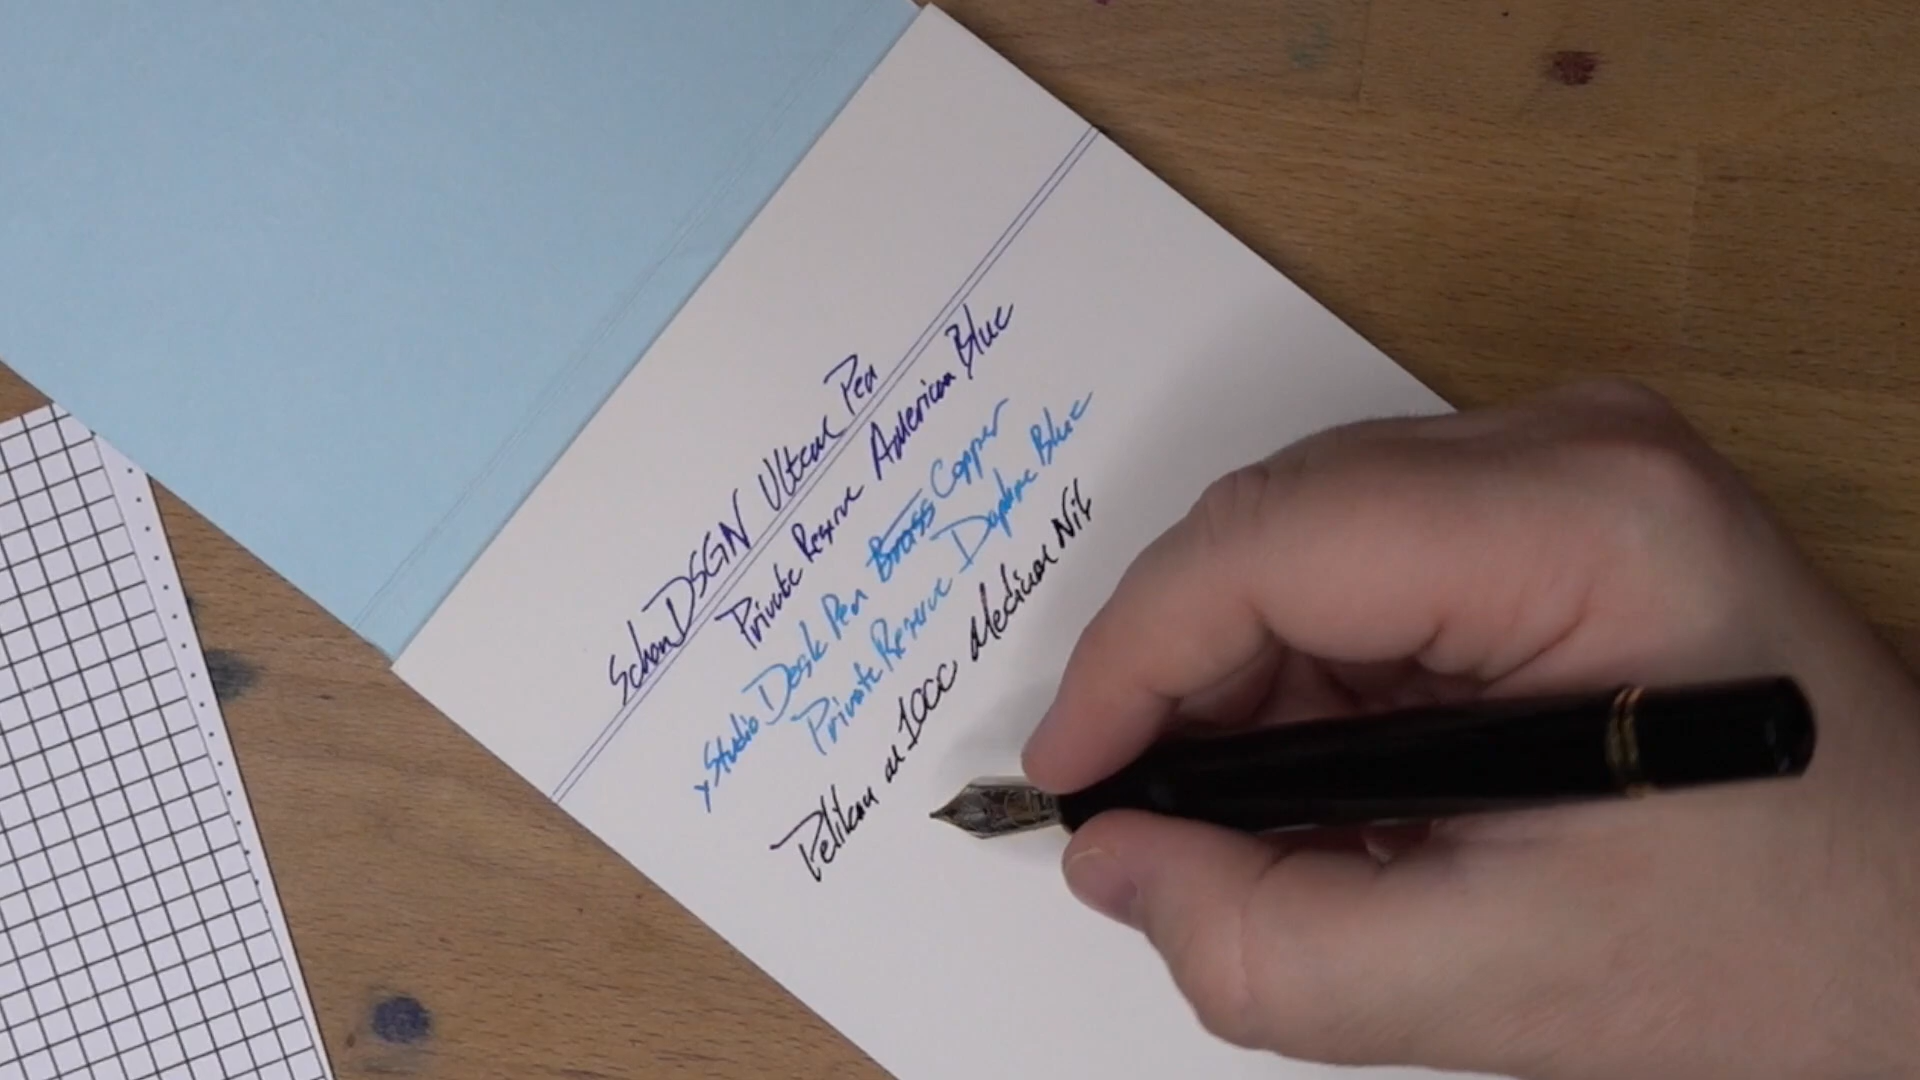 Schon DSGN Ultem Pen
Private Reserve American Blue
y Studio Desk Pen Brass Copper
Private Reserve Daphne Blue
Pelikan m 1000 Medium Nib